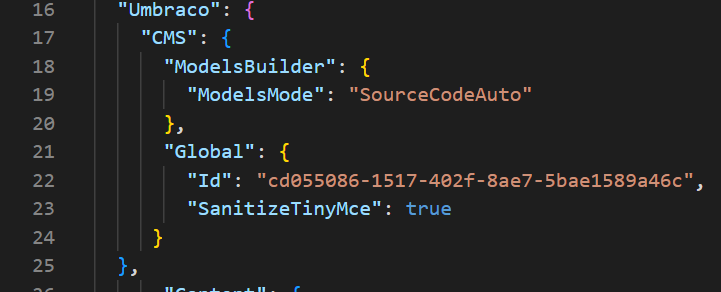 16 "Umbraco": {
17 "CMS": {
18 "ModelsBuilder": {
19 "ModelsMode": "SourceCodeAuto"
20 },
21 "Global": {
22 "Id": "cd055086-1517-402f-8ae7-5bae1589a46c",
23 "SanitizeTinyMce": true
24 }
25 },
26 "Content": {